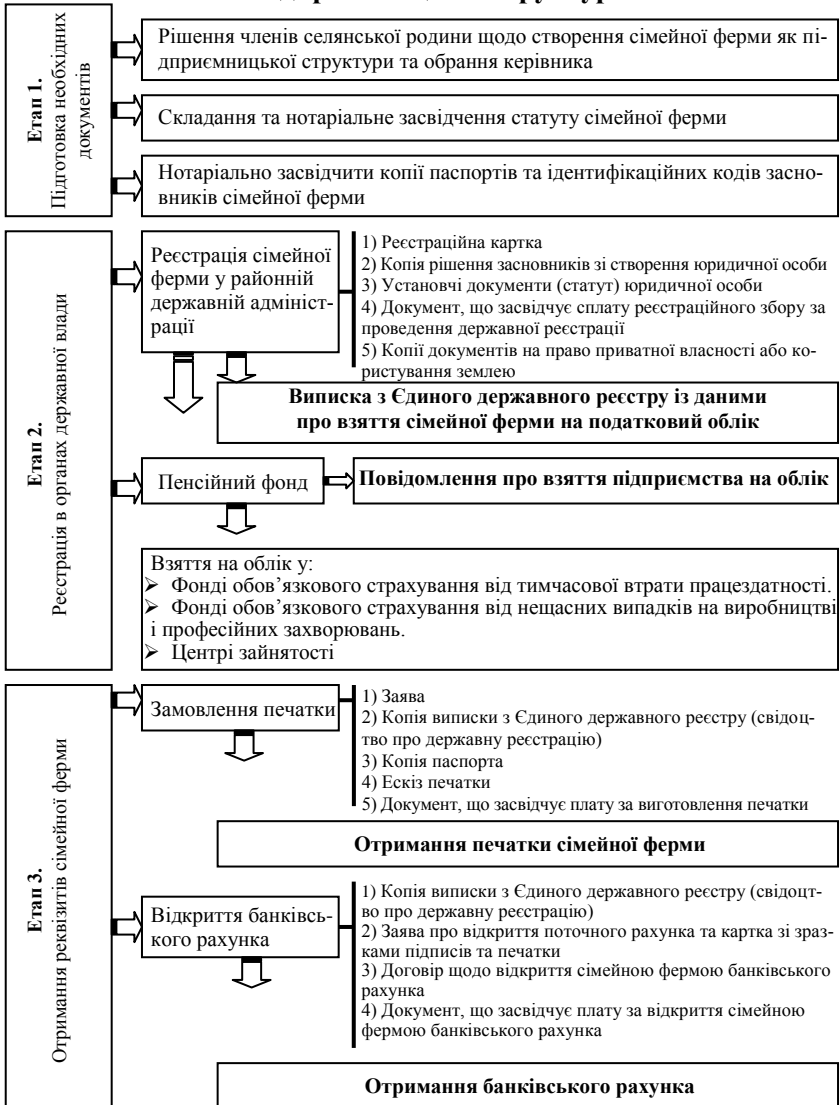 Етап 1.
Підготовка необхідних
документів
Рішення членів селянської родини щодо створення сімейної ферми як пі-
дприємницької структури та обрання керівника
Складання та нотаріальне засвідчення статуту сімейної ферми
Нотаріально засвідчити копії паспортів та ідентифікаційних кодів засно-
вників сімейної ферми
Етап 2.
Реєстрація в органах державної влади
Реєстрація сімейної
ферми у районній
державній адмініст-
рації
1) Реєстраційна картка
2) Копія рішення засновників зі створення юридичної особи
3) Установчі документи (статут) юридичної особи
4) Документ, що засвідчує сплату реєстраційного збору за
проведення державної реєстрації
5) Копії документів на право приватної власності або ко-
ристування землею
Виписка з Єдиного державного реєстру із даними
про взяття сімейної ферми на податковий облік
Пенсійний фонд
Повідомлення про взяття підприємства на облік
Взяття на облік у:
➢ Фонді обов’язкового страхування від тимчасової втрати працездатності.
➢ Фонді обов’язкового страхування від нещасних випадків на виробництві
і професійних захворювань.
➢ Центрі зайнятості
Етап 3.
Отримання реквізитів сімейної ферми
Замовлення печатки
1) Заява
2) Копія виписки з Єдиного державного реєстру (свідоц-
тво про державну реєстрацію)
3) Копія паспорта
4) Ескіз печатки
5) Документ, що засвідчує плату за виготовлення печатки
Отримання печатки сімейної ферми
Відкриття банківсь-
кого рахунка
1) Копія виписки з Єдиного державного реєстру (свідоцт-
во про державну реєстрацію)
2) Заява про відкриття поточного рахунка та картка зі зраз-
ками підписів та печатки
3) Договір щодо відкриття сімейною фермою банківського
рахунка
4) Документ, що засвідчує плату за відкриття сімейною
фермою банківського рахунка
Отримання банківського рахунка